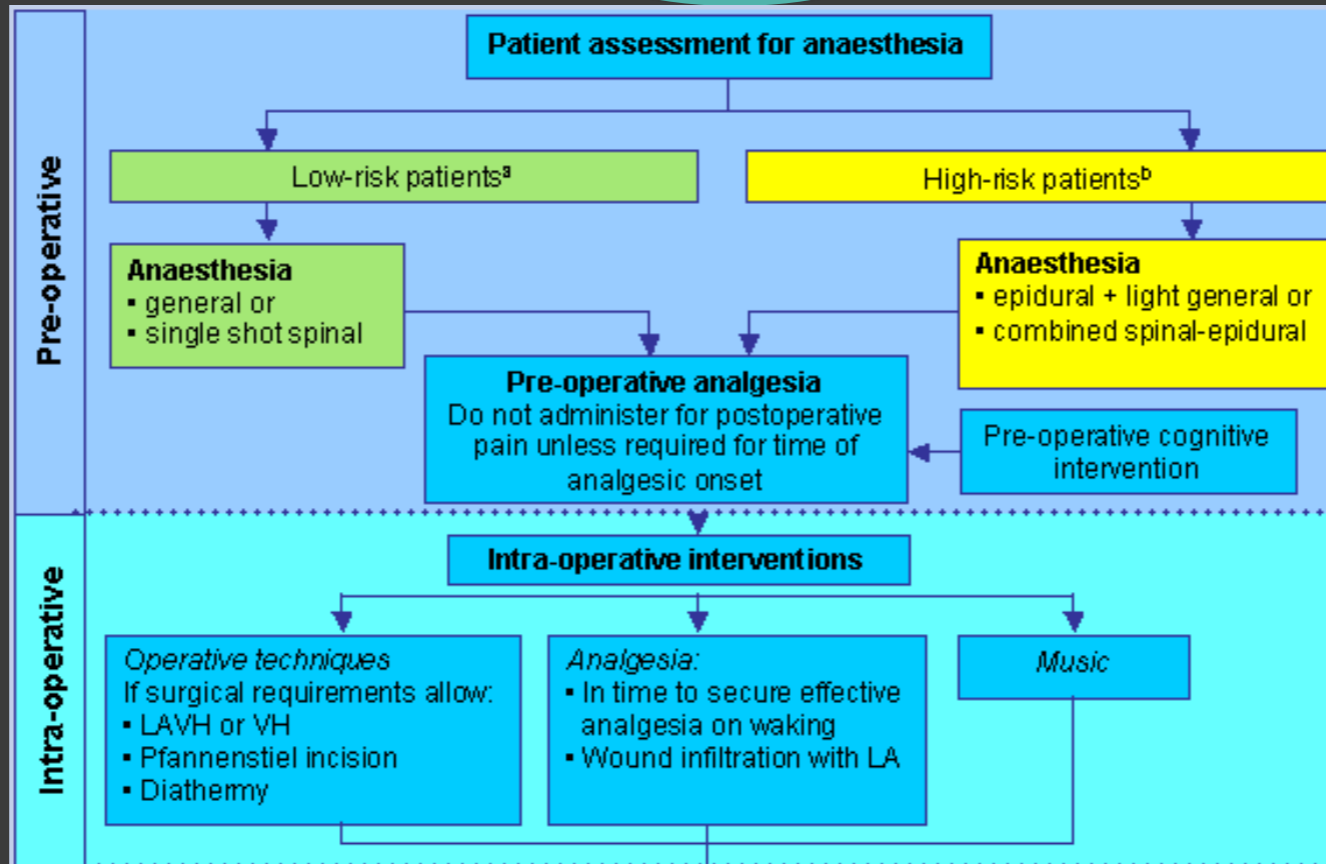 Patient assessment for anaesthesia
Pre-operative
Low-risk patientsᵃ
High-risk patientsᵇ
Anaesthesia
▪ general or
▪ single shot spinal
Anaesthesia
▪ epidural + light general or
▪ combined spinal-epidural
Pre-operative analgesia
Do not administer for postoperative
pain unless required for time of
analgesic onset
Pre-operative cognitive
intervention
Intra-operative
Intra-operative interventions
Operative techniques
If surgical requirements allow:
▪ LAVH or VH
▪ Pfannenstiel incision
▪ Diathermy
Analgesia:
▪ In time to secure effective
analgesia on waking
▪ Wound infiltration with LA
Music